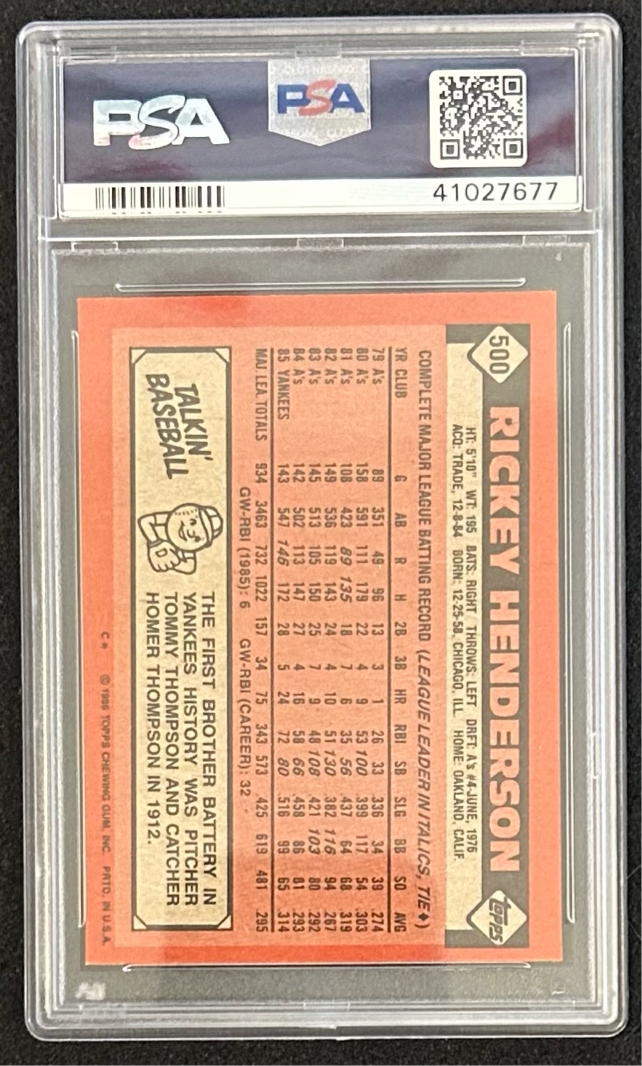 PSA
PSA
41027677
500
RICKEY HENDERSON
topps
HT: 5'10" WT: 195 BATS: RIGHT THROWS: LEFT DRFT: A's #4-JUNE, 1976
ACQ: TRADE, 12-8-84 BORN: 12-25-58, CHICAGO, ILL. HOME: OAKLAND, CALIF.
COMPLETE MAJOR LEAGUE BATTING RECORD (LEAGUE LEADER IN ITALICS, TIE ♦)
YR CLUB G AB R H 2B 3B HR RBI SB SLG BB SO AVG
79 A's 89 351 49 96 13 3 1 26 33 .336 34 39 .274
80 A's 158 591 111 179 22 4 9 53 100 .399 117 54 .303
81 A's 108 423 89 135 18 7 6 35 56 .437 64 68 .319
82 A's 149 536 119 143 24 4 10 51 130 .382 116 94 .267
83 A's 145 513 105 150 25 7 9 48 108 .421 103 80 .292
84 A's 142 502 113 147 27 4 16 58 66 .458 86 81 .293
85 YANKEES 143 547 146 172 28 5 24 72 80 .516 99 65 .314
MAJ. LEA. TOTALS 934 3463 732 1022 157 34 75 343 573 .425 619 481 .295
GW-RBI (1985): 6 GW-RBI (CAREER): 32
TALKIN'
BASEBALL
THE FIRST BROTHER BATTERY IN
YANKEES HISTORY WAS PITCHER
TOMMY THOMPSON AND CATCHER
HOMER THOMPSON IN 1912.
C* © 1986 TOPPS CHEWING GUM, INC. PRTD. IN U.S.A.